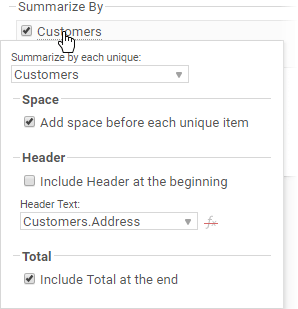 Summarize By
Customers
Summarize by each unique:
Customers
Space
Add space before each unique item
Header
Include Header at the beginning
Header Text:
Customers.Address
fx
Total
Include Total at the end